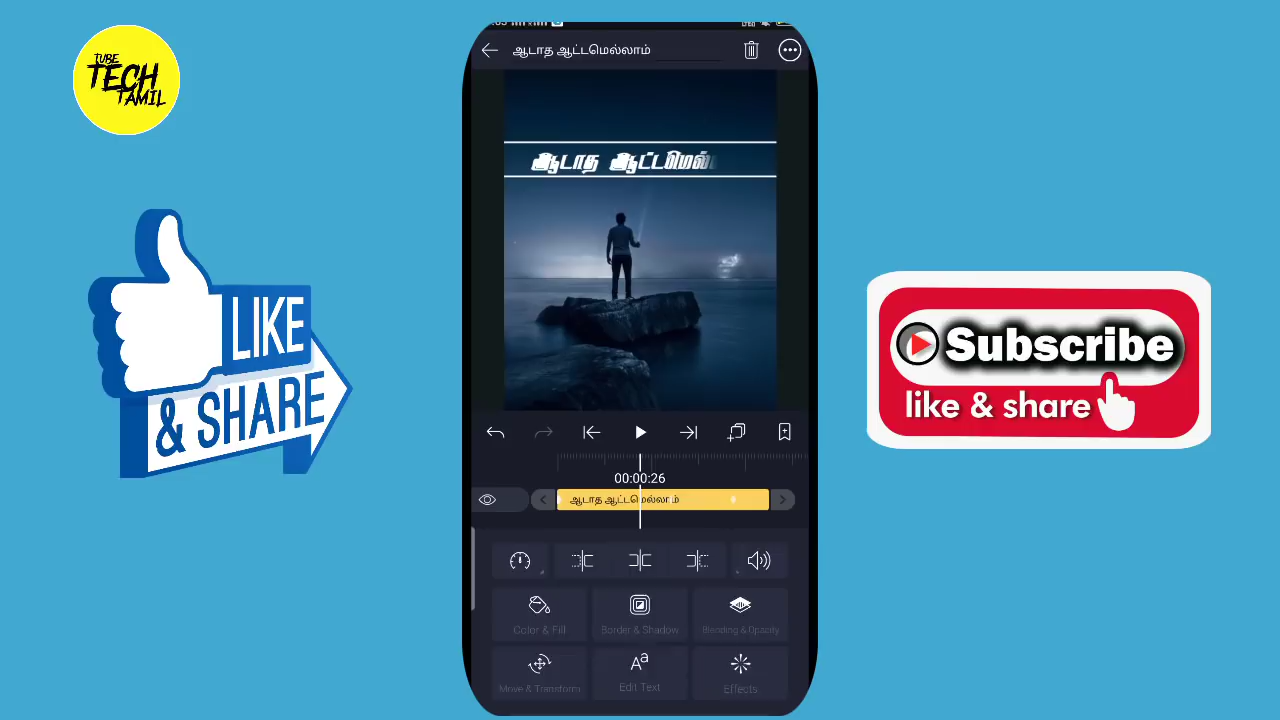 TUBE
TECH
TAMIL
ஆடாத ஆட்டமெல்லாம்
ஆடாத ஆட்டமெல்
LIKE
& SHARE
Subscribe
like & share
00:00:26
ஆடாத ஆட்டமெல்லாம்
Color & Fill
Border & Shadow
Blending & Opacity
Move & Transform
Edit Text
Effects